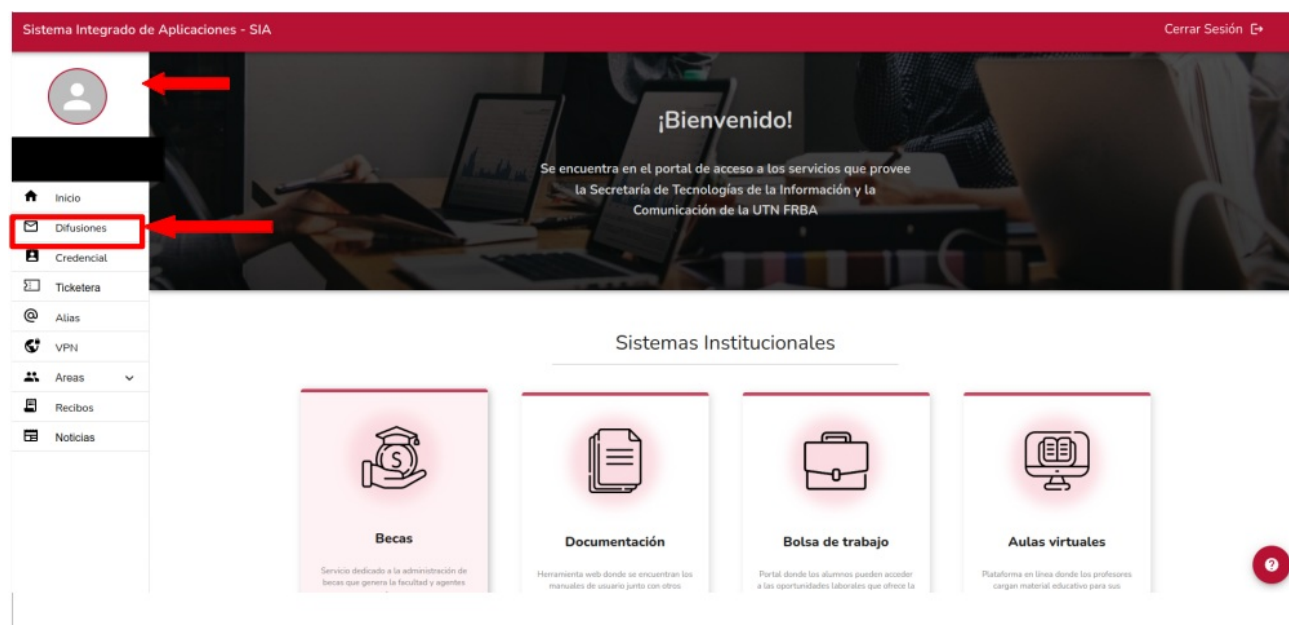 Sistema Integrado de Aplicaciones - SIA
Cerrar Sesión
¡Bienvenido!
Se encuentra en el portal de acceso a los servicios que provee
la Secretaría de Tecnologías de la Información y la
Comunicación de la UTN FRBA
Inicio
Difusiones
Credencial
Ticketera
Alias
VPN
Areas
Recibos
Noticias
Sistemas Institucionales
Becas
Servicio dedicado a la administración de
becas que genera la facultad y agentes
Documentación
Herramienta web donde se encuentran los
manuales de usuario junto con otros
Bolsa de trabajo
Portal donde los alumnos pueden acceder
a las oportunidades laborales que ofrece la
Aulas virtuales
Plataforma en línea donde los profesores
cargan material educativo para sus